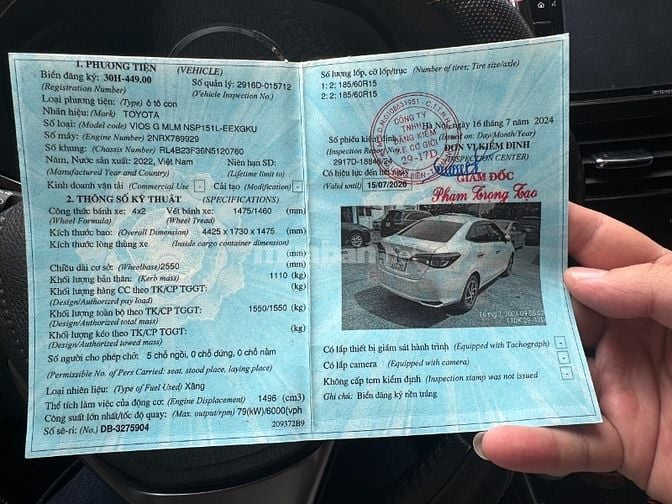 1. PHƯƠNG TIỆN (VEHICLE)
Biển đăng ký: 30H-449.00 Số quản lý: 2916D-015712
(Registration Number) (Vehicle Inspection No.)
Loại phương tiện: (Type) ô tô con
Nhãn hiệu: (Mark) TOYOTA
Số loại: (Model code) VIOS G MLM NSP151L-EEXGKU
Số máy: (Engine Number) 2NRX789929
Số khung: (Chassis Number) RL4B23F36N5120760
Năm, Nước sản xuất: 2022, Việt Nam Niên hạn SD:
(Manufactured Year and Country) (Lifetime limit to)
Kinh doanh vận tải (Commercial Use) - Cải tạo (Modification) -
2. THÔNG SỐ KỸ THUẬT (SPECIFICATIONS)
Công thức bánh xe: 4x2 Vết bánh xe: 1475/1460 (mm)
(Wheel Formula) (Wheel Tread)
Kích thước bao: (Overall Dimension) 4425 x 1730 x 1475 (mm)
Kích thước lòng thùng xe (Inside cargo container dimension)
(mm)
Chiều dài cơ sở: (Wheelbase) 2550 (mm)
Khối lượng bản thân: (Kerb mass) 1110 (kg)
Khối lượng hàng CC theo TK/CP TGGT: (kg)
(Design/Authorized pay load)
Khối lượng toàn bộ theo TK/CP TGGT: 1550/1550 (kg)
(Design/Authorized total mass)
Khối lượng kéo theo TK/CP TGGT: (kg)
(Design/Authorized towed mass)
Số người cho phép chở: 5 chỗ ngồi, 0 chỗ đứng, 0 chỗ nằm
(Permissible No. of Pers Carried: seat, stood place, laying place)
Loại nhiên liệu: (Type of Fuel Used) Xăng
Thể tích làm việc của động cơ: (Engine Displacement) 1496 (cm3)
Công suất lớn nhất/tốc độ quay: (Max. output/rpm) 79(kW)/6000vph
Số sê-ri: (No.) DB-3275904 209372B9
Số lượng lốp, cỡ lốp/trục (Number of tires; Tire size/axle)
1: 2; 185/60R15
2: 2; 185/60R15
CÔNG TY
TNHH
ĐĂNG KIỂM
XE CƠ GIỚI
29-17D
Hà Nội, ngày 16 tháng 7 năm 2024
Số phiếu kiểm định (Issued on: Day/Month/Year)
(Inspection Report No) ĐƠN VỊ KIỂM ĐỊNH
2917D-18845/24 (INSPECTION CENTER)
Có hiệu lực đến hết ngày
(Valid until) 15/07/2026 GIÁM ĐỐC
Phạm Trọng Tạo
Có lắp thiết bị giám sát hành trình (Equipped with Tachograph) -
Có lắp camera (Equipped with camera) -
Không cấp tem kiểm định (Inspection stamp was not issued) -
Ghi chú: Biển đăng ký nền trắng